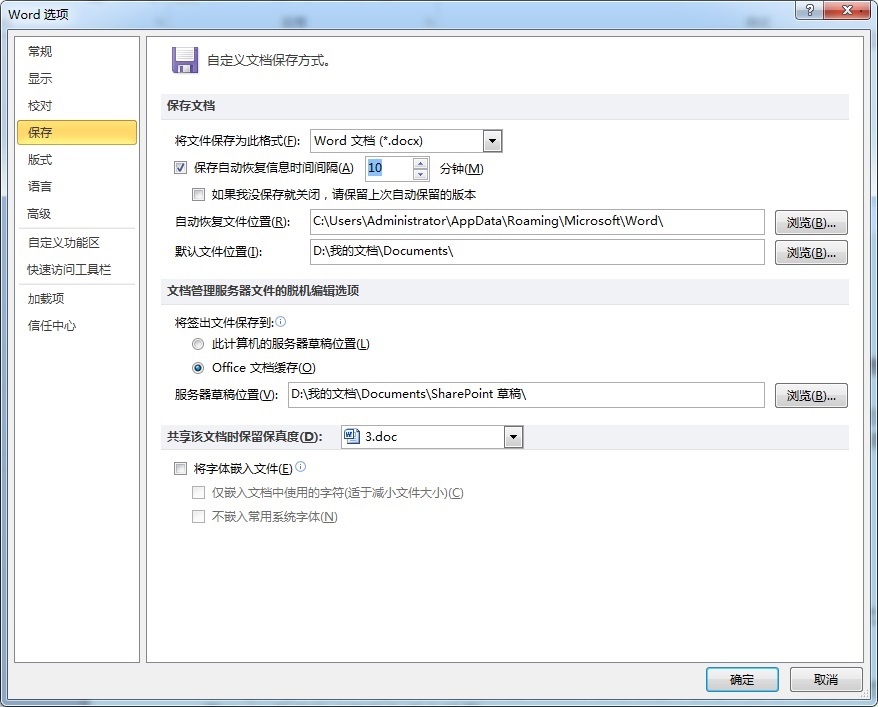 Word 选项
常规
显示
校对
保存
版式
语言
高级
自定义功能区
快速访问工具栏
加载项
信任中心
自定义文档保存方式。
保存文档
将文件保存为此格式(F): Word 文档 (*.docx)
保存自动恢复信息时间间隔(A) 10 分钟(M)
如果我没保存就关闭，请保留上次自动保留的版本
自动恢复文件位置(R): C:\Users\Administrator\AppData\Roaming\Microsoft\Word\ 浏览(B)...
默认文件位置(I): D:\我的文档\Documents\ 浏览(B)...
文档管理服务器文件的脱机编辑选项
将签出文件保存到:
此计算机的服务器草稿位置(L)
Office 文档缓存(O)
服务器草稿位置(V): D:\我的文档\Documents\SharePoint 草稿\ 浏览(B)...
共享该文档时保留保真度(D): 3.doc
将字体嵌入文件(E)
仅嵌入文档中使用的字符(适于减小文件大小)(C)
不嵌入常用系统字体(N)
确定 取消